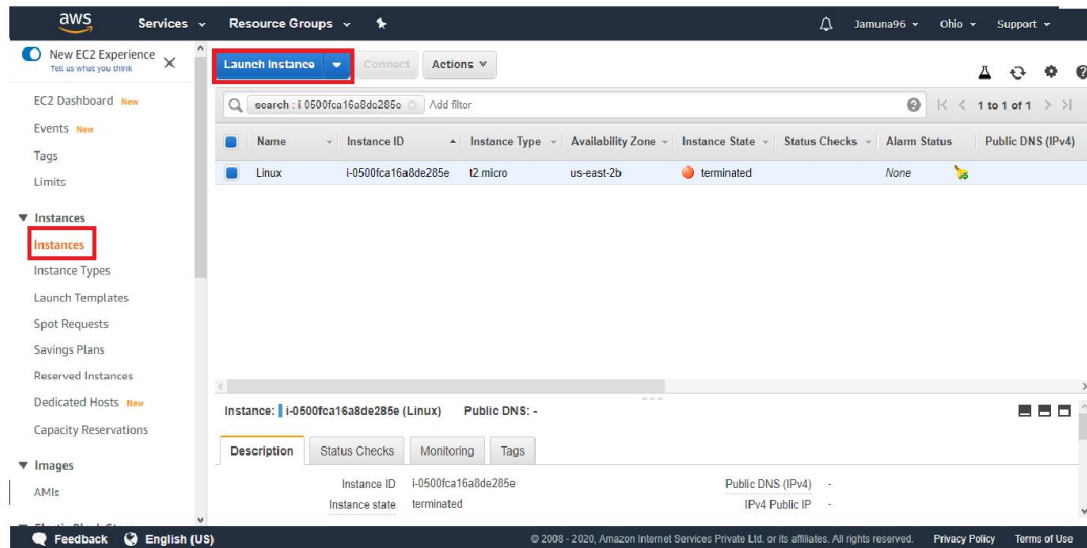 aws Services Resource Groups Jamuna96 Ohio Support
New EC2 Experience
Tell us what you think
EC2 Dashboard New
Events New
Tags
Limits
Instances
Instances
Instance Types
Launch Templates
Spot Requests
Savings Plans
Reserved Instances
Dedicated Hosts New
Capacity Reservations
Images
AMIs
Launch Instance Connect Actions
search : i-0500fca16a8de285e Add filter 1 to 1 of 1
Name Instance ID Instance Type Availability Zone Instance State Status Checks Alarm Status Public DNS (IPv4)
Linux i-0500fca16a8de285e t2.micro us-east-2b terminated None
Instance: i-0500fca16a8de285e (Linux) Public DNS: -
Description Status Checks Monitoring Tags
Instance ID i-0500fca16a8de285e Public DNS (IPv4) -
Instance state terminated IPv4 Public IP -
Feedback English (US) © 2008 - 2020, Amazon Internet Services Private Ltd. or its affiliates. All rights reserved. Privacy Policy Terms of Use